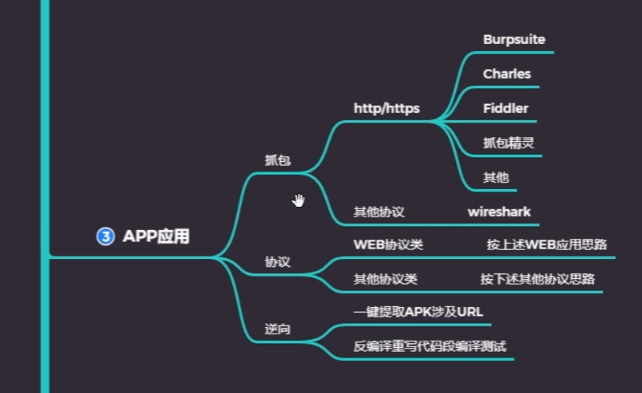 Burpsuite
Charles
http/https
Fiddler
抓包精灵
抓包
其他
其他协议
wireshark
3 APP应用
WEB协议类
按上述WEB应用思路
协议
其他协议类
按下述其他协议思路
一键提取APK涉及URL
逆向
反编译重写代码段编译测试